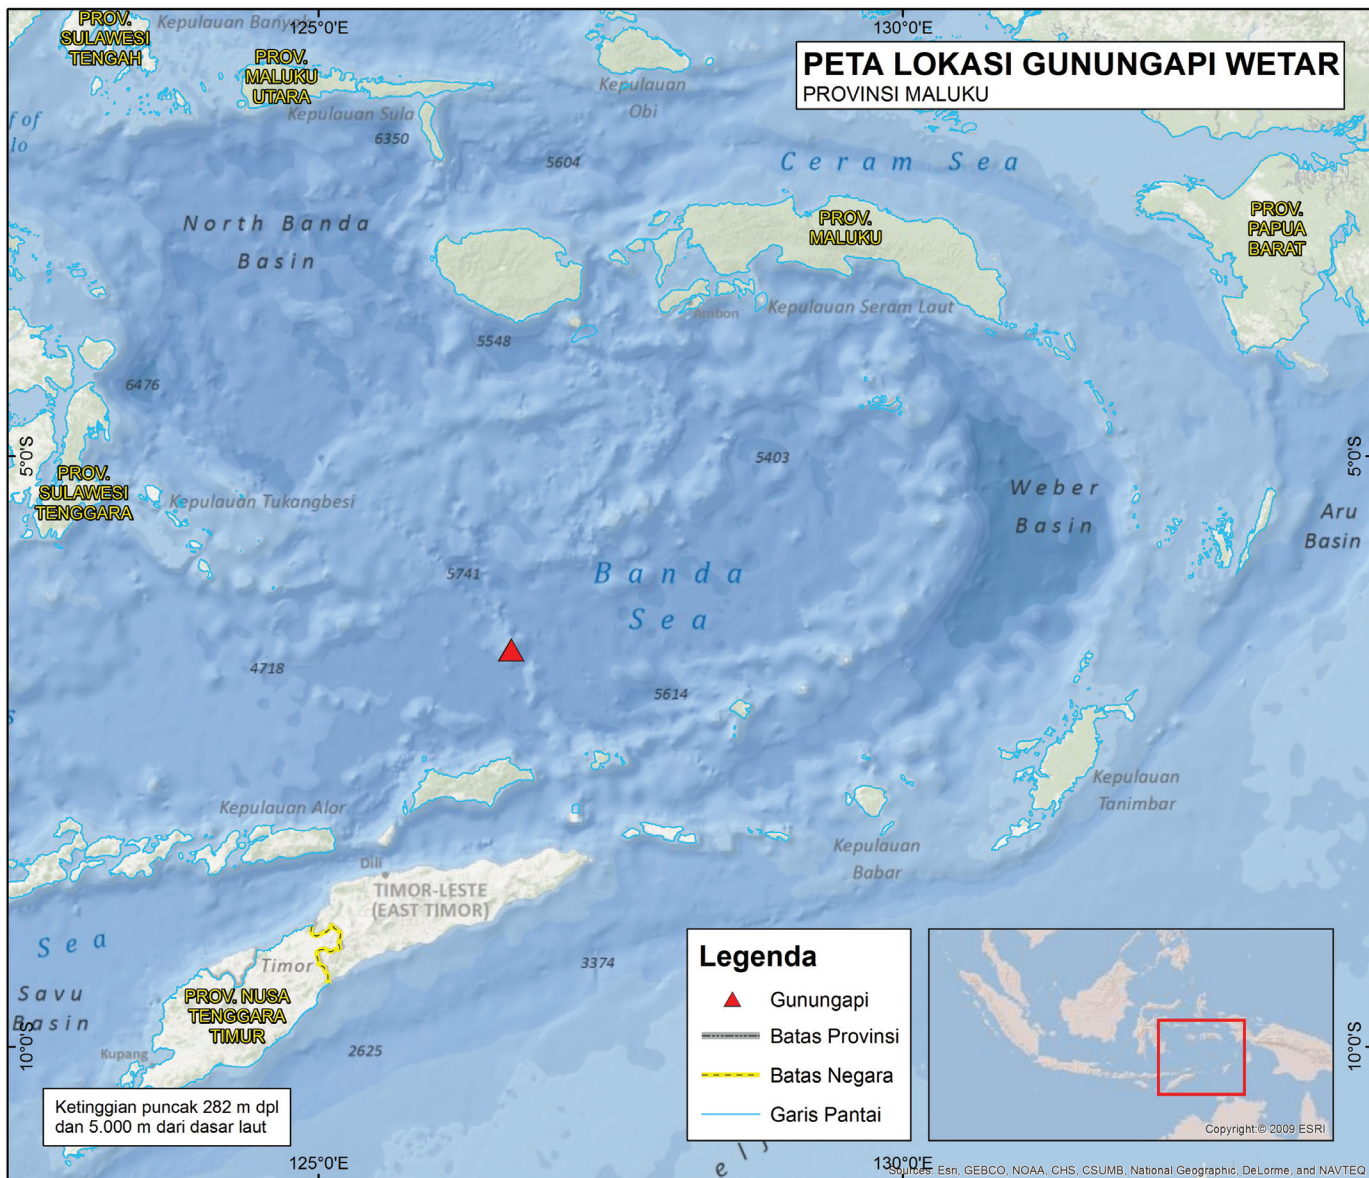 125°0'E
130°0'E
PROV.
SULAWESI
TENGAH
Kepulauan Banyak
PROV.
MALUKU
UTARA
Kepulauan Sula
6350
Kepulauan
Obi
PETA LOKASI GUNUNGAPI WETAR
PROVINSI MALUKU
f of
lo
5604
Ceram Sea
North Banda
Basin
PROV.
MALUKU
PROV.
PAPUA
BARAT
Ambon
Kepulauan Seram Laut
5548
6476
5°0'S
5°0'S
5403
PROV.
SULAWESI
TENGGARA
Kepulauan Tukangbesi
Weber
Basin
Aru
Basin
5741
Banda
Sea
4718
5614
s
Kepulauan Alor
Kepulauan
Tanimbar
Kepulauan
Babar
Dili
TIMOR-LESTE
(EAST TIMOR)
Sea
Timor
3374
Savu
Basin
PROV. NUSA
TENGGARA
TIMUR
10°0'S
10°0'S
Kupang
2625
Ketinggian puncak 282 m dpl
dan 5.000 m dari dasar laut
Legenda
Gunungapi
Batas Provinsi
Batas Negara
Garis Pantai
Copyright:© 2009 ESRI
e l j
125°0'E
130°0'E
Sources: Esri, GEBCO, NOAA, CHS, CSUMB, National Geographic, DeLorme, and NAVTEQ